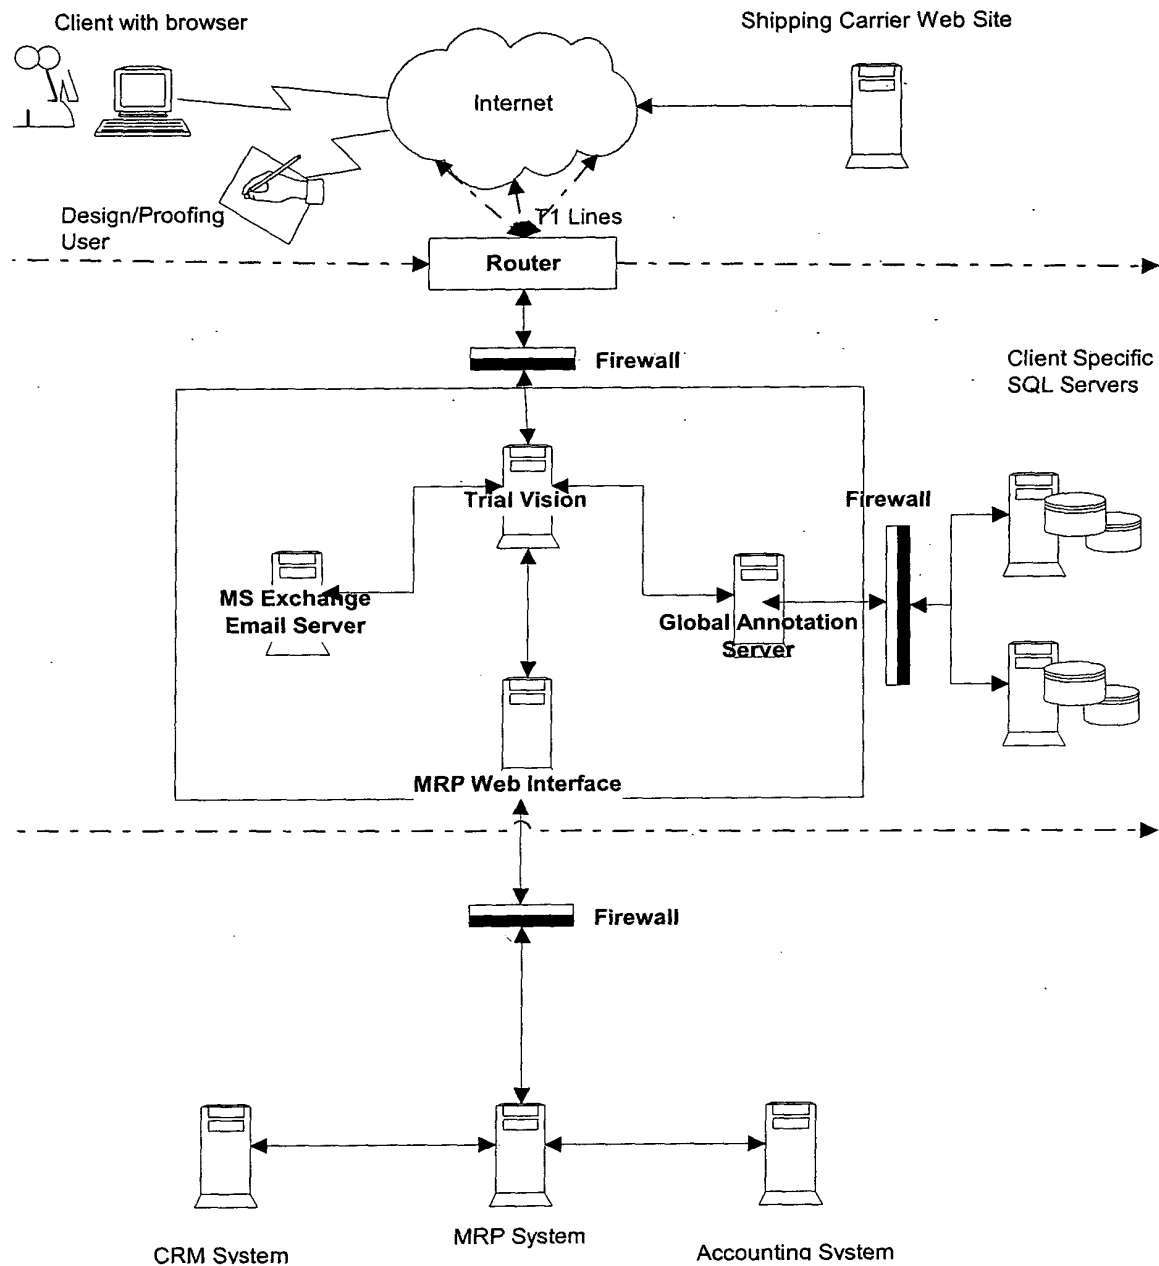 Client with browser
Shipping Carrier Web Site
Internet
Design/Proofing
User
T1 Lines
Router
Firewall
Client Specific
SQL Servers
Trial Vision
Firewall
MS Exchange
Email Server
Global Annotation
Server
MRP Web Interface
Firewall
CRM System
MRP System
Accounting System